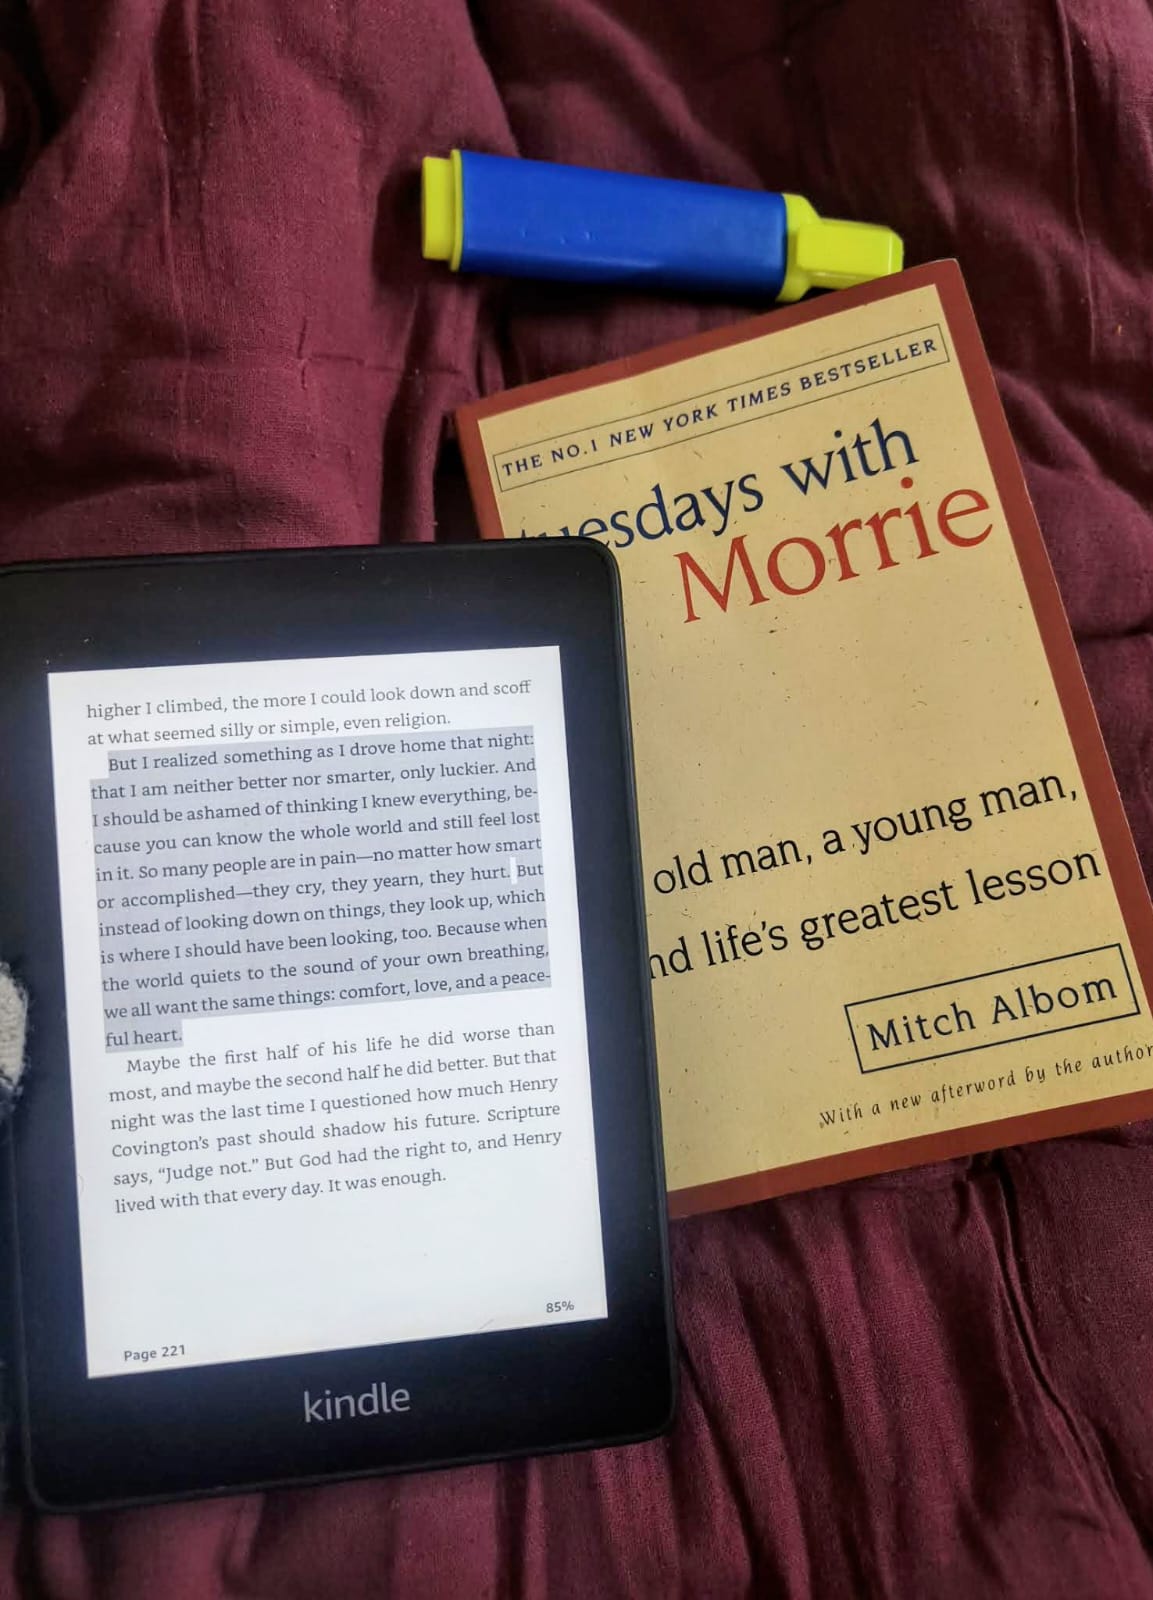 THE NO.1 NEW YORK TIMES BESTSELLER
tuesdays with
Morrie
old man, a young man,
nd life's greatest lesson
Mitch Albom
With a new afterword by the author
higher I climbed, the more I could look down and scoff
at what seemed silly or simple, even religion.
But I realized something as I drove home that night:
that I am neither better nor smarter, only luckier. And
I should be ashamed of thinking I knew everything, be-
cause you can know the whole world and still feel lost
in it. So many people are in pain—no matter how smart
or accomplished—they cry, they yearn, they hurt. But
instead of looking down on things, they look up, which
is where I should have been looking, too. Because when
the world quiets to the sound of your own breathing,
we all want the same things: comfort, love, and a peace-
ful heart.
Maybe the first half of his life he did worse than
most, and maybe the second half he did better. But that
night was the last time I questioned how much Henry
Covington's past should shadow his future. Scripture
says, “Judge not.” But God had the right to, and Henry
lived with that every day. It was enough.
85%
Page 221
kindle